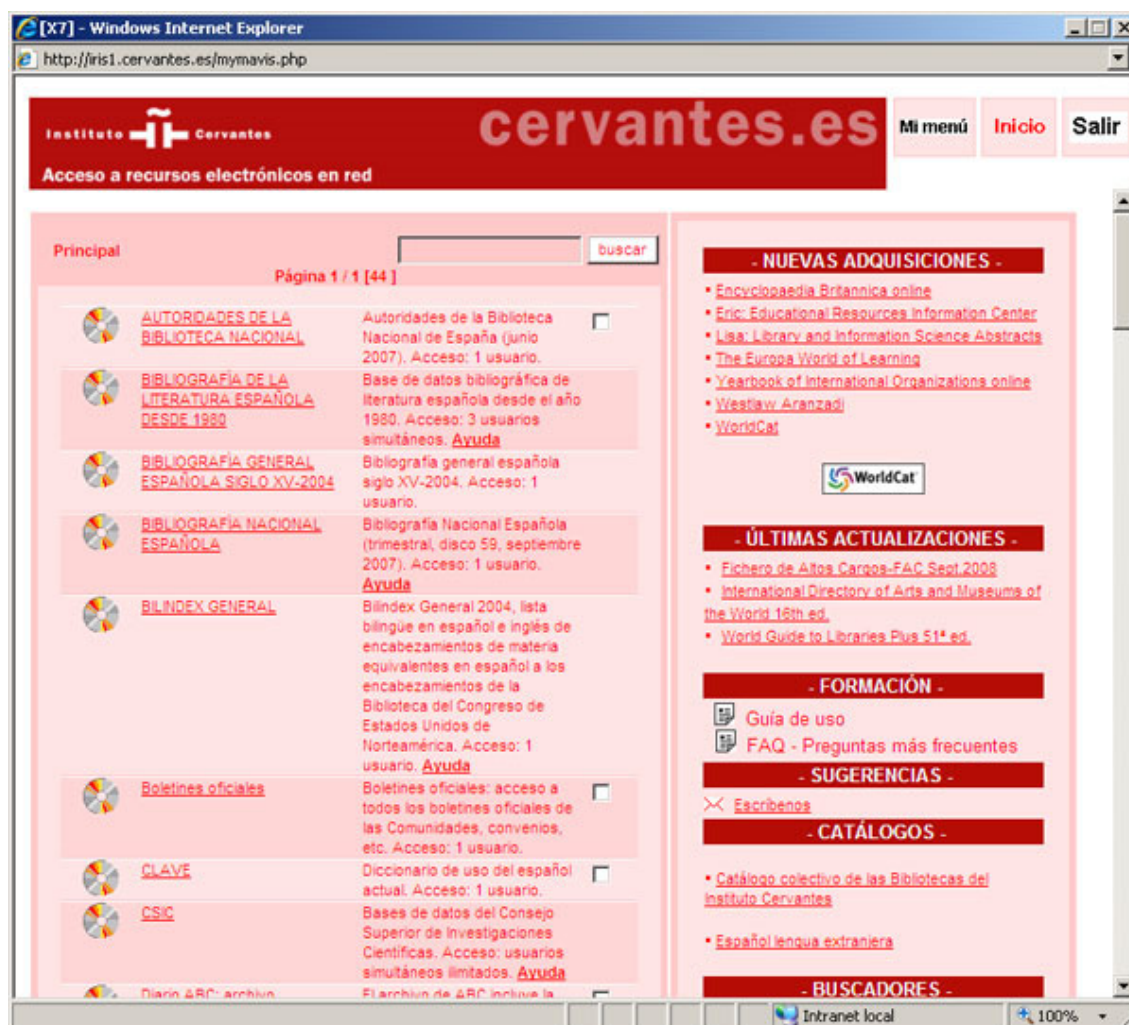 [X7] - Windows Internet Explorer
http://iris1.cervantes.es/mymavis.php
Instituto Cervantes
cervantes.es
Acceso a recursos electrónicos en red
Mi menú
Inicio
Salir
Principal
buscar
Página 1 / 1 [44 ]
AUTORIDADES DE LA
BIBLIOTECA NACIONAL
Autoridades de la Biblioteca
Nacional de España (junio
2007). Acceso: 1 usuario.
BIBLIOGRAFÍA DE LA
LITERATURA ESPAÑOLA
DESDE 1980
Base de datos bibliográfica de
literatura española desde el año
1980. Acceso: 3 usuarios
simultáneos. Ayuda
BIBLIOGRAFÍA GENERAL
ESPAÑOLA SIGLO XV-2004
Bibliografía general española
siglo XV-2004. Acceso: 1
usuario.
BIBLIOGRAFÍA NACIONAL
ESPAÑOLA
Bibliografía Nacional Española
(trimestral, disco 59, septiembre
2007). Acceso: 1 usuario.
Ayuda
BILINDEX GENERAL
Bilindex General 2004, lista
bilingüe en español e inglés de
encabezamientos de materia
equivalentes en español a los
encabezamientos de la
Biblioteca del Congreso de
Estados Unidos de
Norteamérica. Acceso: 1
usuario. Ayuda
Boletines oficiales
Boletines oficiales: acceso a
todos los boletines oficiales de
las Comunidades, convenios,
etc. Acceso: 1 usuario.
CLAVE
Diccionario de uso del español
actual. Acceso: 1 usuario.
CSIC
Bases de datos del Consejo
Superior de Investigaciones
Científicas. Acceso: usuarios
simultáneos ilimitados. Ayuda
Diario ABC: archivo
El archivo de ABC incluye la
- NUEVAS ADQUISICIONES -
Encyclopaedia Britannica online
Eric: Educational Resources Information Center
Lisa: Library and Information Science Abstracts
The Europa World of Learning
Yearbook of International Organizations online
Westlaw Aranzadi
WorldCat
WorldCat
- ÚLTIMAS ACTUALIZACIONES -
Fichero de Altos Cargos-FAC Sept.2008
International Directory of Arts and Museums of
the World 16th ed.
World Guide to Libraries Plus 51ª ed.
- FORMACIÓN -
Guía de uso
FAQ - Preguntas más frecuentes
- SUGERENCIAS -
Escríbenos
- CATÁLOGOS -
Catálogo colectivo de las Bibliotecas del
Instituto Cervantes
Español lengua extranjera
- BUSCADORES -
Intranet local
100%